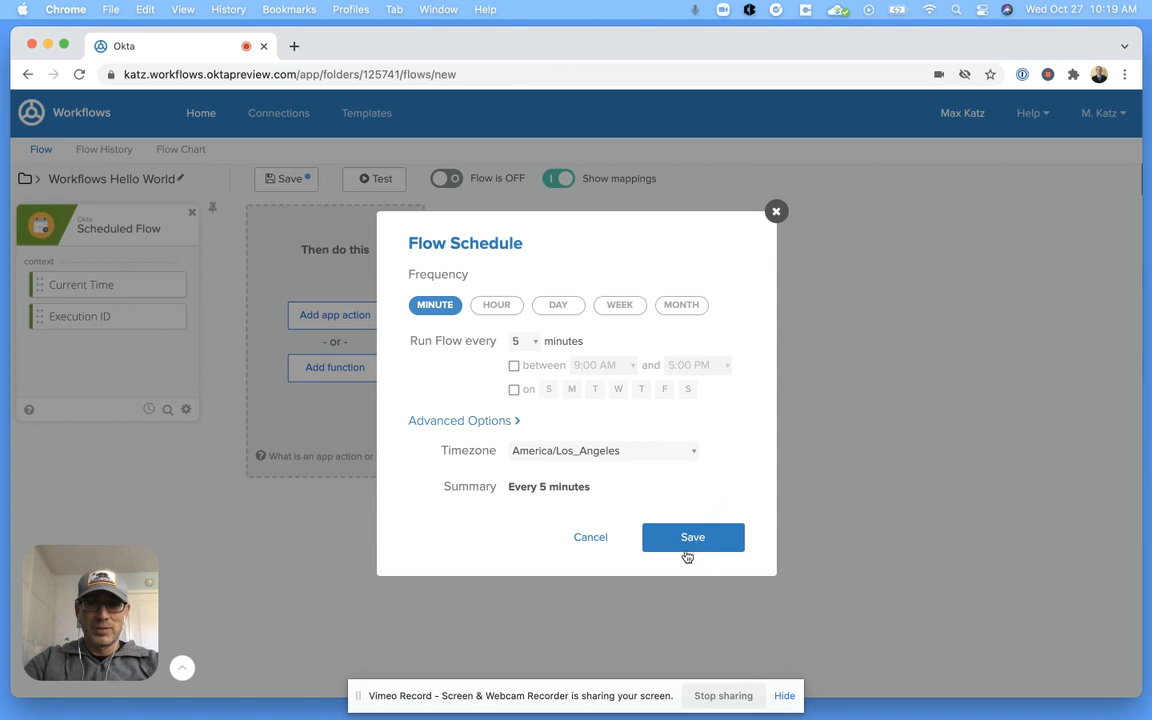 Chrome File Edit View History Bookmarks Profiles Tab Window Help Wed Oct 27 10:19 AM
Okta
katz.workflows.oktapreview.com/app/folders/125741/flows/new
Workflows Home Connections Templates Max Katz Help M. Katz
Flow Flow History Flow Chart
Workflows Hello World Save Test Flow is OFF Show mappings
Okta
Scheduled Flow
context
Current Time
Execution ID
Then do this
Add app action
- or -
Add function
What is an app action or
Flow Schedule
Frequency
MINUTE HOUR DAY WEEK MONTH
Run Flow every 5 minutes
between 9:00 AM and 5:00 PM
on S M T W T F S
Advanced Options >
Timezone America/Los_Angeles
Summary Every 5 minutes
Cancel Save
Vimeo Record - Screen & Webcam Recorder is sharing your screen. Stop sharing Hide